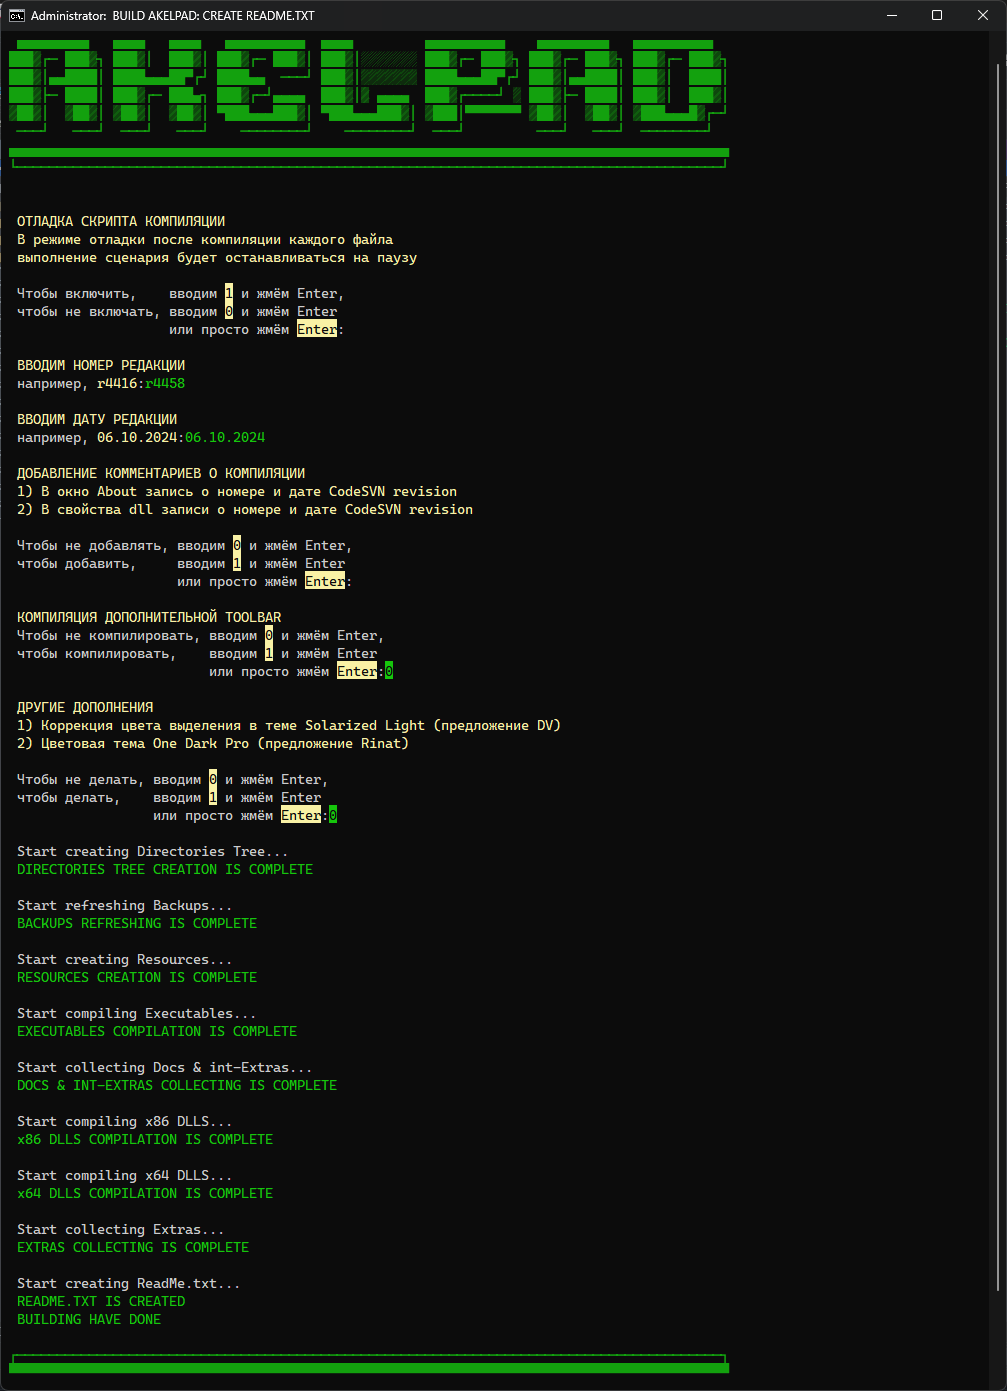 Administrator: BUILD AKELPAD: CREATE README.TXT
AKELPAD
ОТЛАДКА СКРИПТА КОМПИЛЯЦИИ
В режиме отладки после компиляции каждого файла
выполнение сценария будет останавливаться на паузу
Чтобы включить, вводим 1 и жмём Enter,
чтобы не включать, вводим 0 и жмём Enter
или просто жмём Enter:
ВВОДИМ НОМЕР РЕДАКЦИИ
например, r4416:r4458
ВВОДИМ ДАТУ РЕДАКЦИИ
например, 06.10.2024:06.10.2024
ДОБАВЛЕНИЕ КОММЕНТАРИЕВ О КОМПИЛЯЦИИ
1) В окно About запись о номере и дате CodeSVN revision
2) В свойства dll записи о номере и дате CodeSVN revision
Чтобы не добавлять, вводим 0 и жмём Enter,
чтобы добавить, вводим 1 и жмём Enter
или просто жмём Enter:
КОМПИЛЯЦИЯ ДОПОЛНИТЕЛЬНОЙ TOOLBAR
Чтобы не компилировать, вводим 0 и жмём Enter,
чтобы компилировать, вводим 1 и жмём Enter
или просто жмём Enter:0
ДРУГИЕ ДОПОЛНЕНИЯ
1) Коррекция цвета выделения в теме Solarized Light (предложение DV)
2) Цветовая тема One Dark Pro (предложение Rinat)
Чтобы не делать, вводим 0 и жмём Enter,
чтобы делать, вводим 1 и жмём Enter
или просто жмём Enter:0
Start creating Directories Tree...
DIRECTORIES TREE CREATION IS COMPLETE
Start refreshing Backups...
BACKUPS REFRESHING IS COMPLETE
Start creating Resources...
RESOURCES CREATION IS COMPLETE
Start compiling Executables...
EXECUTABLES COMPILATION IS COMPLETE
Start collecting Docs & int-Extras...
DOCS & INT-EXTRAS COLLECTING IS COMPLETE
Start compiling x86 DLLS...
x86 DLLS COMPILATION IS COMPLETE
Start compiling x64 DLLS...
x64 DLLS COMPILATION IS COMPLETE
Start collecting Extras...
EXTRAS COLLECTING IS COMPLETE
Start creating ReadMe.txt...
README.TXT IS CREATED
BUILDING HAVE DONE